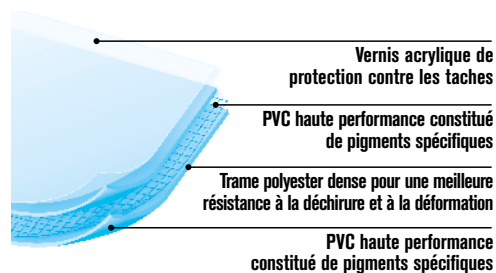 Vernis acrylique de
protection contre les taches
PVC haute performance constitué
de pigments spécifiques
Trame polyester dense pour une meilleure
résistance à la déchirure et à la déformation
PVC haute performance
constitué de pigments spécifiques